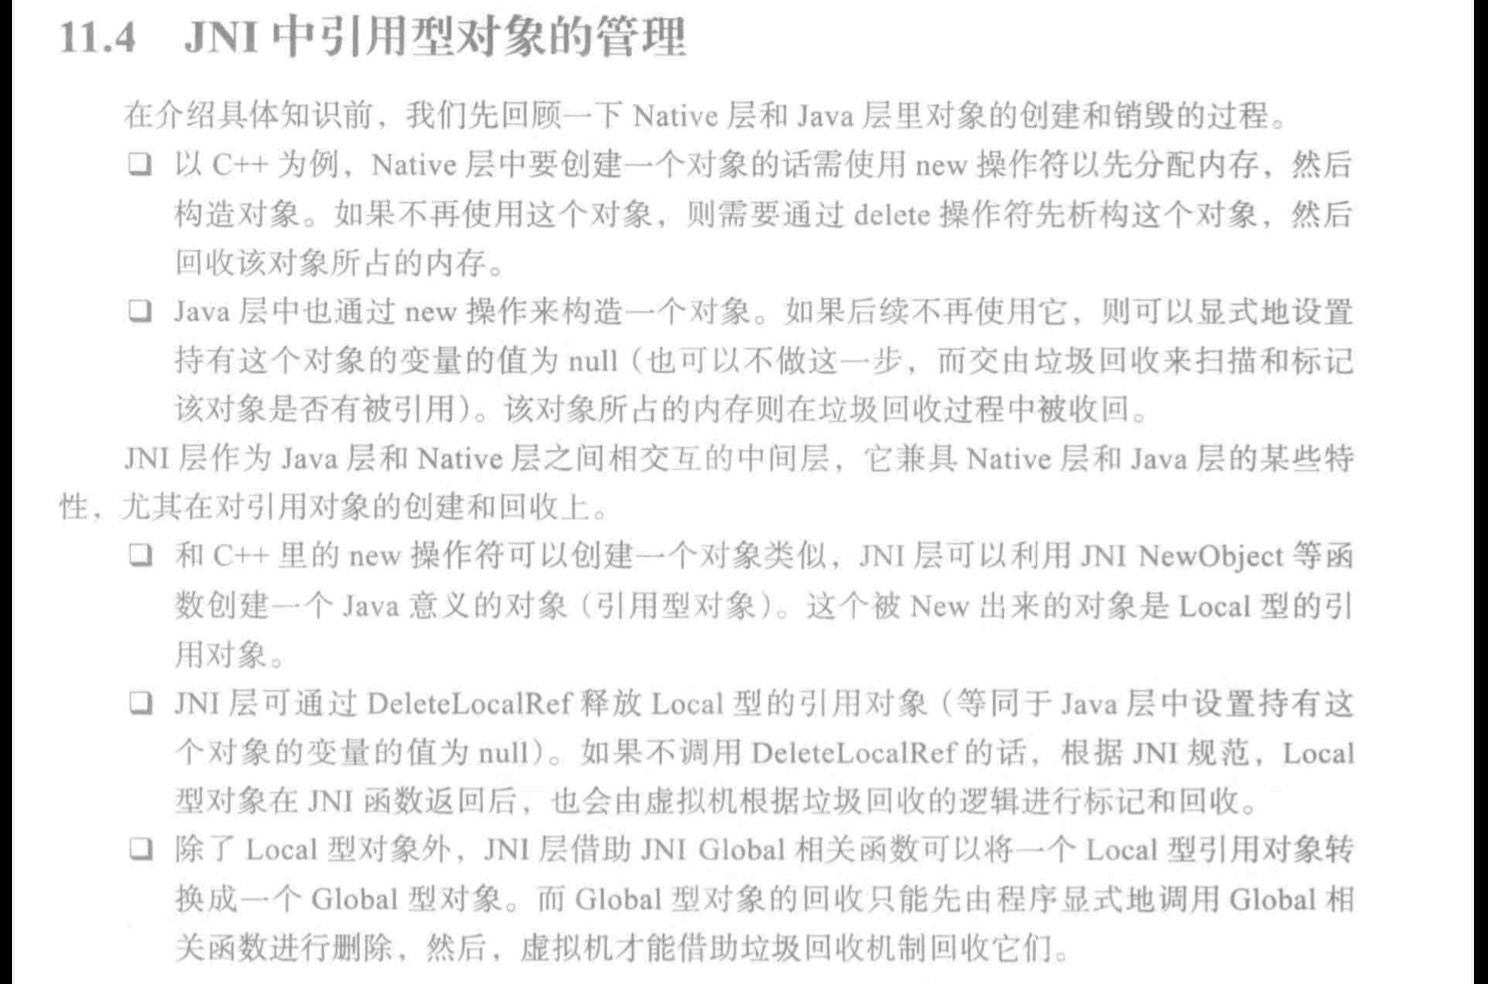 11.4 JNI 中引用型对象的管理
在介绍具体知识前，我们先回顾一下 Native 层和 Java 层里对象的创建和销毁的过程。
❏ 以 C++ 为例，Native 层中要创建一个对象的话需使用 new 操作符以先分配内存，然后
构造对象。如果不再使用这个对象，则需要通过 delete 操作符先析构这个对象，然后
回收该对象所占的内存。
❏ Java 层中也通过 new 操作来构造一个对象。如果后续不再使用它，则可以显式地设置
持有这个对象的变量的值为 null（也可以不做这一步，而交由垃圾回收来扫描和标记
该对象是否有被引用）。该对象所占的内存则在垃圾回收过程中被收回。
JNI 层作为 Java 层和 Native 层之间相交互的中间层，它兼具 Native 层和 Java 层的某些特
性，尤其在对引用对象的创建和回收上。
❏ 和 C++ 里的 new 操作符可以创建一个对象类似，JNI 层可以利用 JNI NewObject 等函
数创建一个 Java 意义的对象（引用型对象）。这个被 New 出来的对象是 Local 型的引
用对象。
❏ JNI 层可通过 DeleteLocalRef 释放 Local 型的引用对象（等同于 Java 层中设置持有这
个对象的变量的值为 null）。如果不调用 DeleteLocalRef 的话，根据 JNI 规范，Local
型对象在 JNI 函数返回后，也会由虚拟机根据垃圾回收的逻辑进行标记和回收。
❏ 除了 Local 型对象外，JNI 层借助 JNI Global 相关函数可以将一个 Local 型引用对象转
换成一个 Global 型对象。而 Global 型对象的回收只能先由程序显式地调用 Global 相
关函数进行删除，然后，虚拟机才能借助垃圾回收机制回收它们。